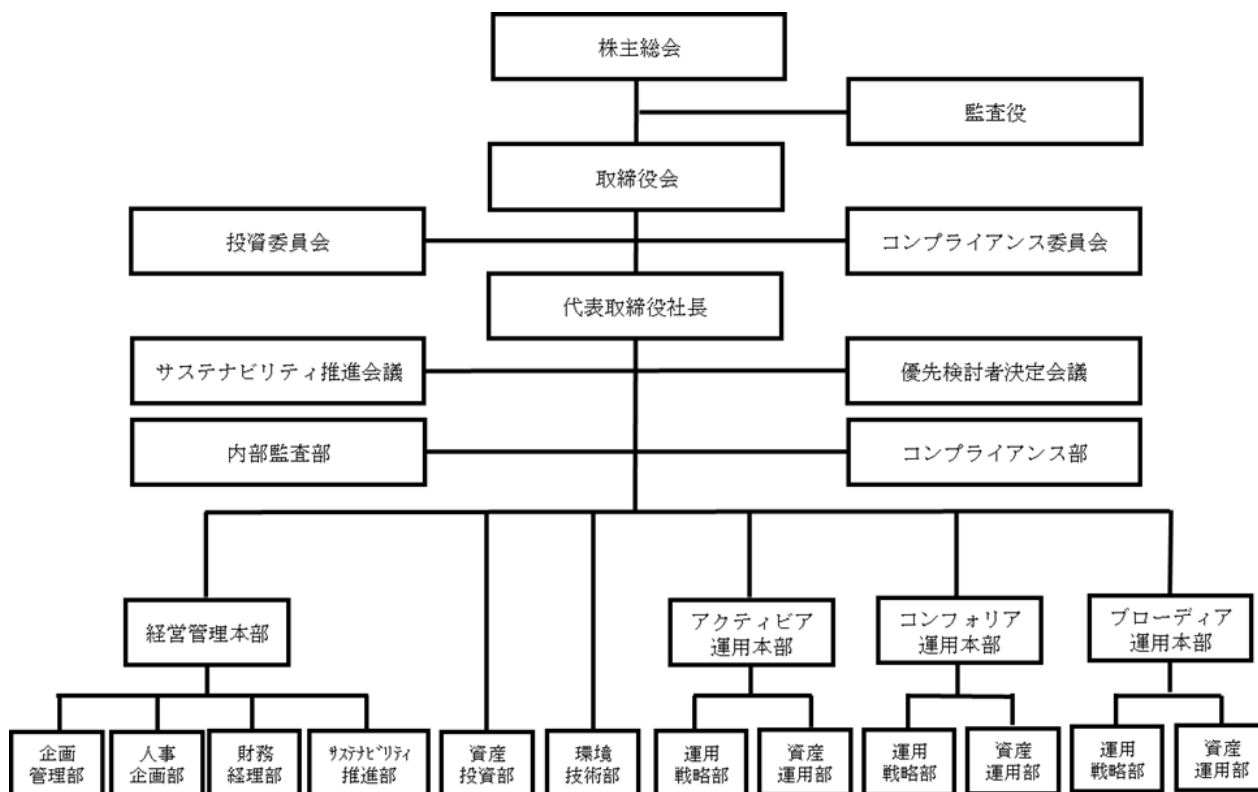 株主総会
監査役
取締役会
投資委員会
コンプライアンス委員会
代表取締役社長
サステナビリティ推進会議
優先検討者決定会議
内部監査部
コンプライアンス部
経営管理本部
アクティビア
運用本部
コンフォリア
運用本部
ブローディア
運用本部
企画
管理部
人事
企画部
財務
経理部
ｻｽﾃﾅﾋﾞﾘﾃｨ
推進部
資産
投資部
環境
技術部
運用
戦略部
資産
運用部
運用
戦略部
資産
運用部
運用
戦略部
資産
運用部